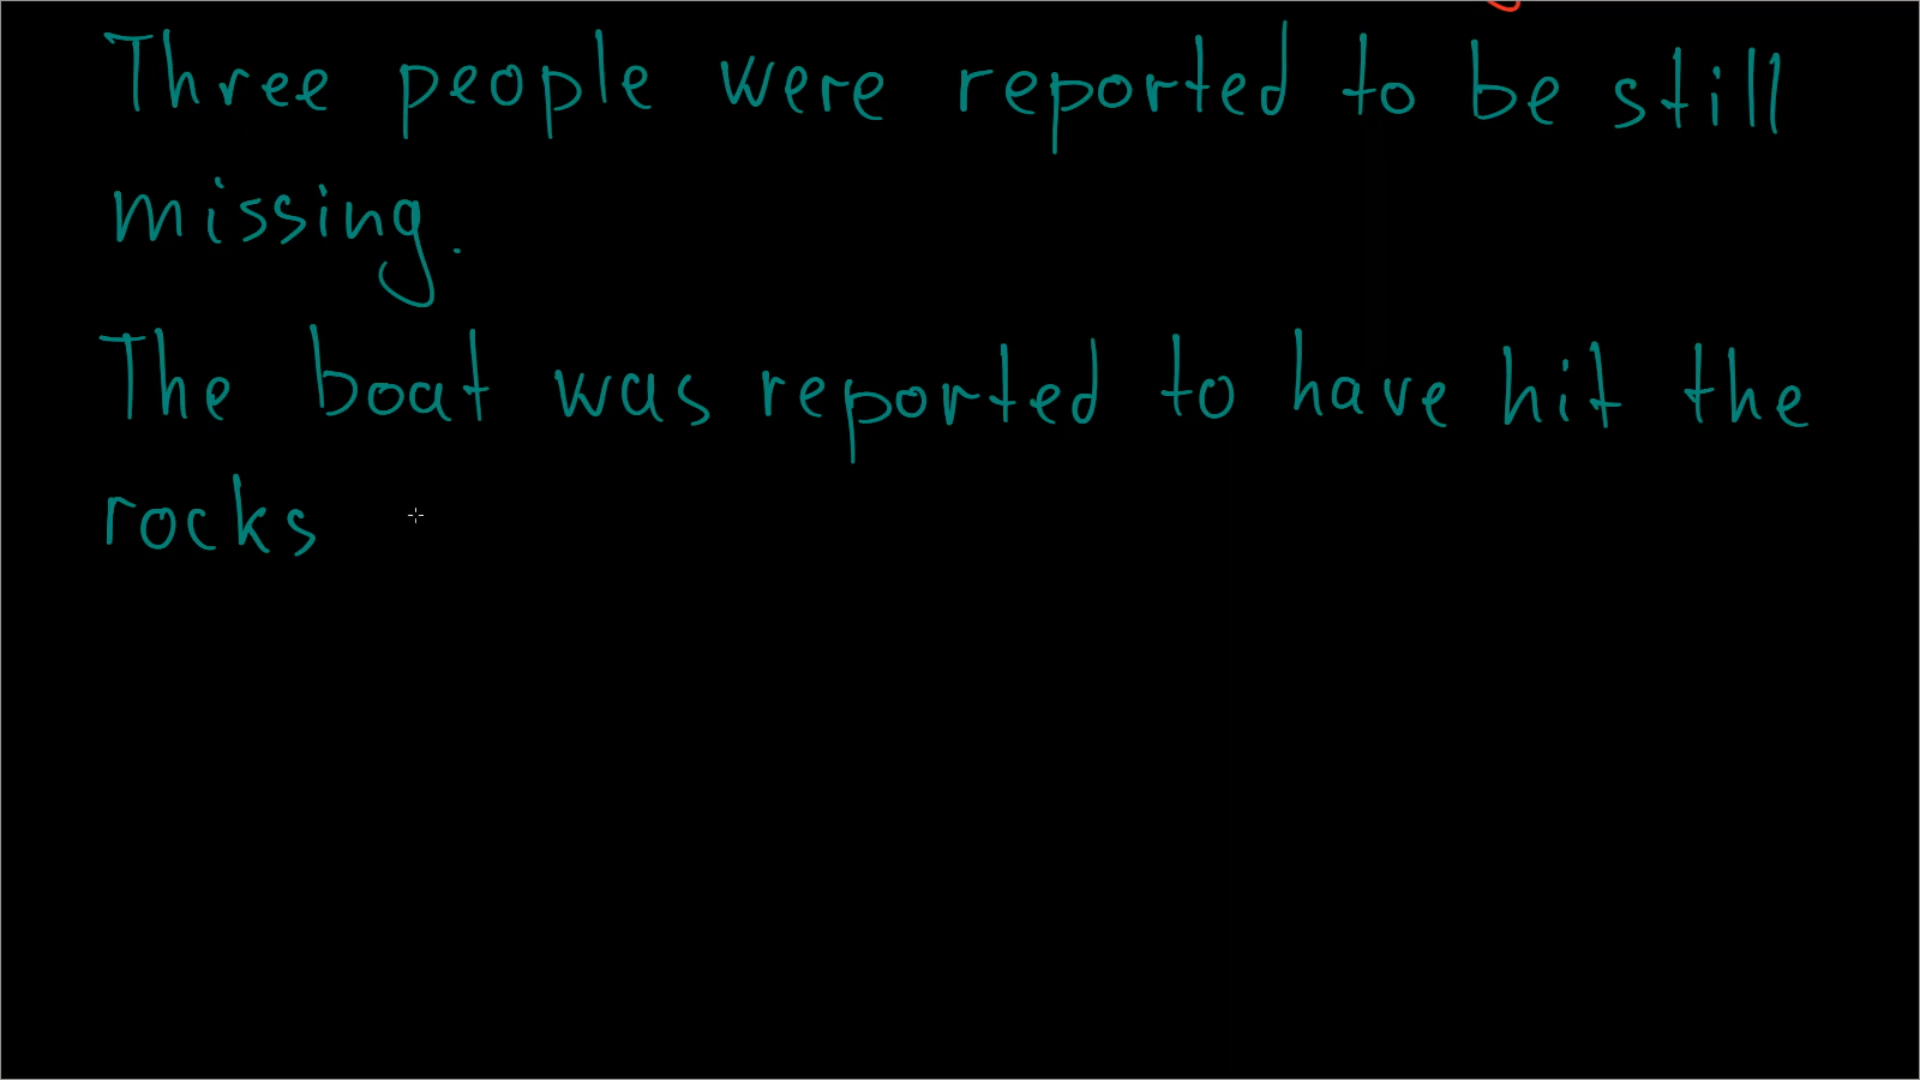 Three people were reported to be still
missing.
The boat was reported to have hit the
rocks